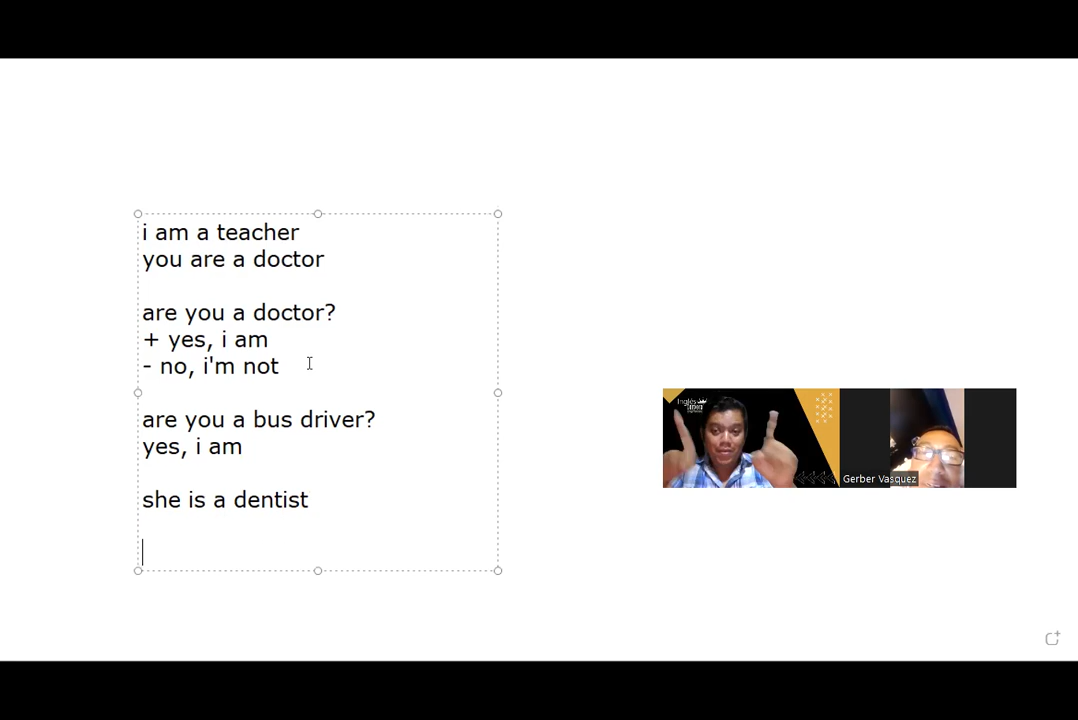 i am a teacher
you are a doctor
are you a doctor?
+ yes, i am
- no, i'm not
are you a bus driver?
yes, i am
she is a dentist
Inglés
Gerber Vasquez